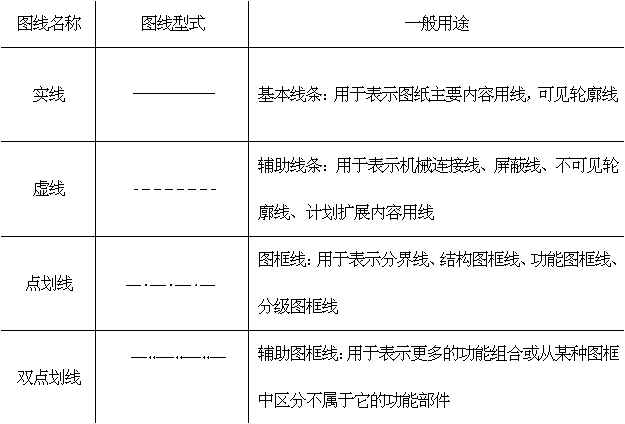 图线名称 图线型式 一般用途
实线 基本线条：用于表示图纸主要内容用线，可见轮廓线
虚线 辅助线条：用于表示机械连接线、屏蔽线、不可见轮
廓线、计划扩展内容用线
点划线 图框线：用于表示分界线、结构图框线、功能图框线、
分级图框线
双点划线 辅助图框线：用于表示更多的功能组合或从某种图框
中区分不属于它的功能部件